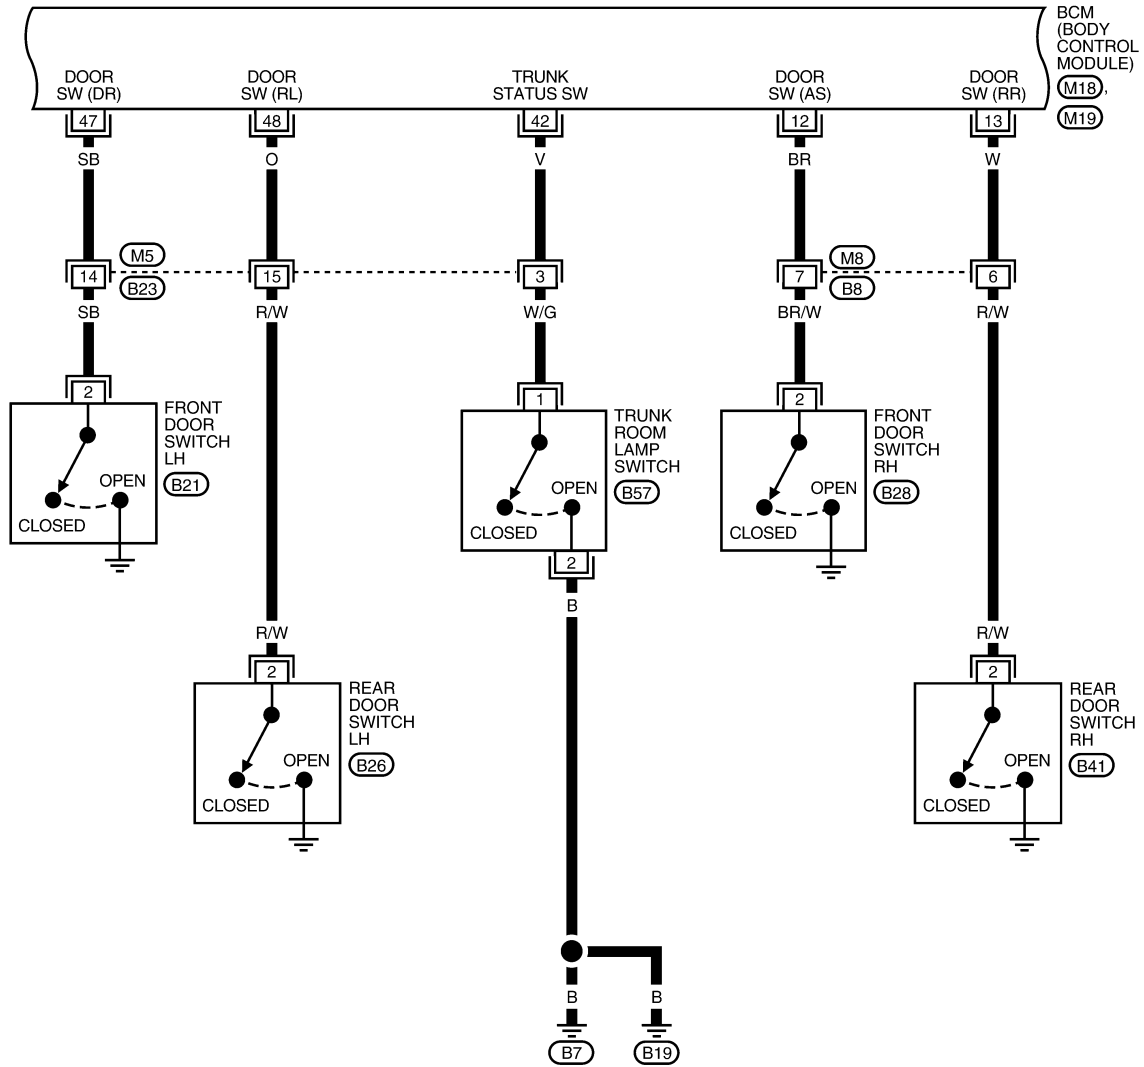 BCM
(BODY
CONTROL
MODULE)
M18,
M19
DOOR
SW (DR)
DOOR
SW (RL)
TRUNK
STATUS SW
DOOR
SW (AS)
DOOR
SW (RR)
47
48
42
12
13
SB
O
V
BR
W
M5
B23
M8
B8
14
15
3
7
6
SB
R/W
W/G
BR/W
R/W
2
FRONT
DOOR
SWITCH
LH
B21
OPEN
CLOSED
1
TRUNK
ROOM
LAMP
SWITCH
B57
OPEN
CLOSED
2
B
2
FRONT
DOOR
SWITCH
RH
B28
OPEN
CLOSED
R/W
2
REAR
DOOR
SWITCH
LH
B26
OPEN
CLOSED
R/W
2
REAR
DOOR
SWITCH
RH
B41
OPEN
CLOSED
B
B
B7
B19